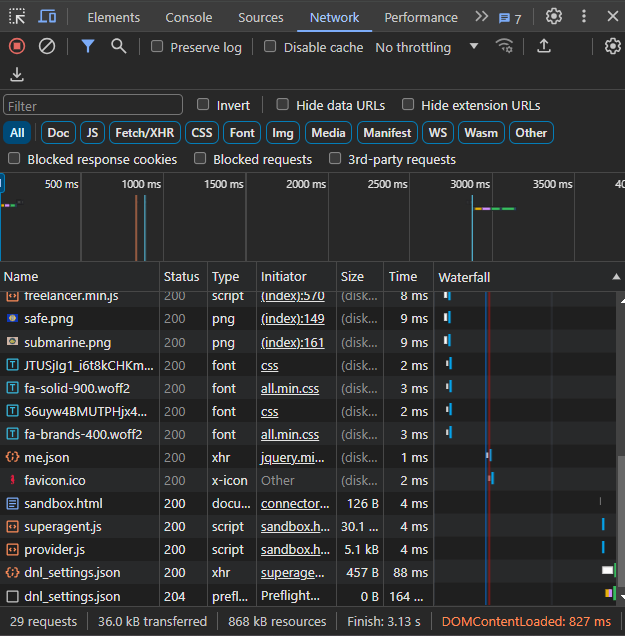 Elements Console Sources Network Performance 7
Preserve log Disable cache No throttling
Filter Invert Hide data URLs Hide extension URLs
All Doc JS Fetch/XHR CSS Font Img Media Manifest WS Wasm Other
Blocked response cookies Blocked requests 3rd-party requests
500 ms 1000 ms 1500 ms 2000 ms 2500 ms 3000 ms 3500 ms 40
Name Status Type Initiator Size Time Waterfall
freelancer.min.js 200 script (index):570 (disk... 8 ms
safe.png 200 png (index):149 (disk... 9 ms
submarine.png 200 png (index):161 (disk... 9 ms
JTUSjIg1_i6t8kCHKm... 200 font css (disk... 2 ms
fa-solid-900.woff2 200 font all.min.css (disk... 3 ms
S6uyw4BMUTPHjx4... 200 font css (disk... 2 ms
fa-brands-400.woff2 200 font all.min.css (disk... 3 ms
me.json 200 xhr jquery.mi... (disk... 1 ms
favicon.ico 200 x-icon Other (disk... 2 ms
sandbox.html 200 docu... connector... 126 B 4 ms
superagent.js 200 script sandbox.h... 30.1 ... 4 ms
provider.js 200 script sandbox.h... 5.1 kB 4 ms
dnl_settings.json 200 xhr superage... 457 B 88 ms
dnl_settings.json 204 prefl... Preflight... 0 B 164 ...
29 requests 36.0 kB transferred 868 kB resources Finish: 3.13 s DOMContentLoaded: 827 ms